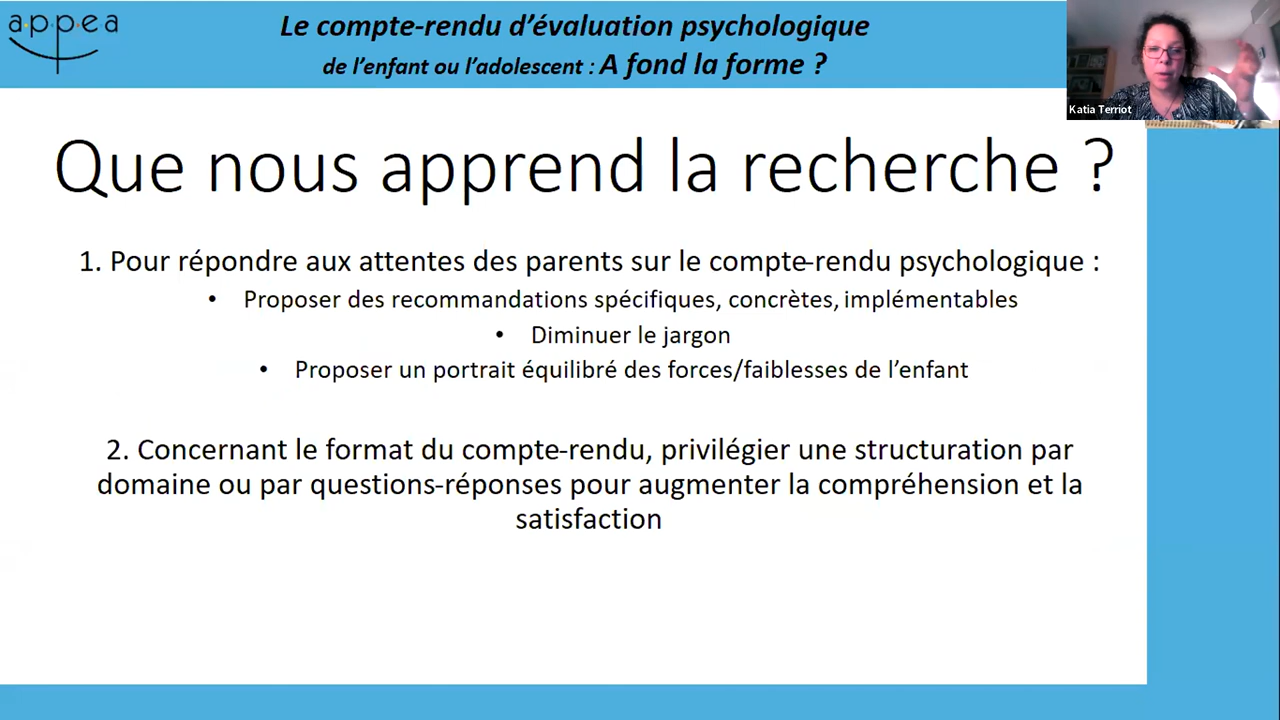 appea
Le compte-rendu d’évaluation psychologique
de l’enfant ou l’adolescent : A fond la forme ?
Katia Terriot
Que nous apprend la recherche ?
1. Pour répondre aux attentes des parents sur le compte-rendu psychologique :
• Proposer des recommandations spécifiques, concrètes, implémentables
• Diminuer le jargon
• Proposer un portrait équilibré des forces/faiblesses de l’enfant
2. Concernant le format du compte-rendu, privilégier une structuration par
domaine ou par questions-réponses pour augmenter la compréhension et la
satisfaction